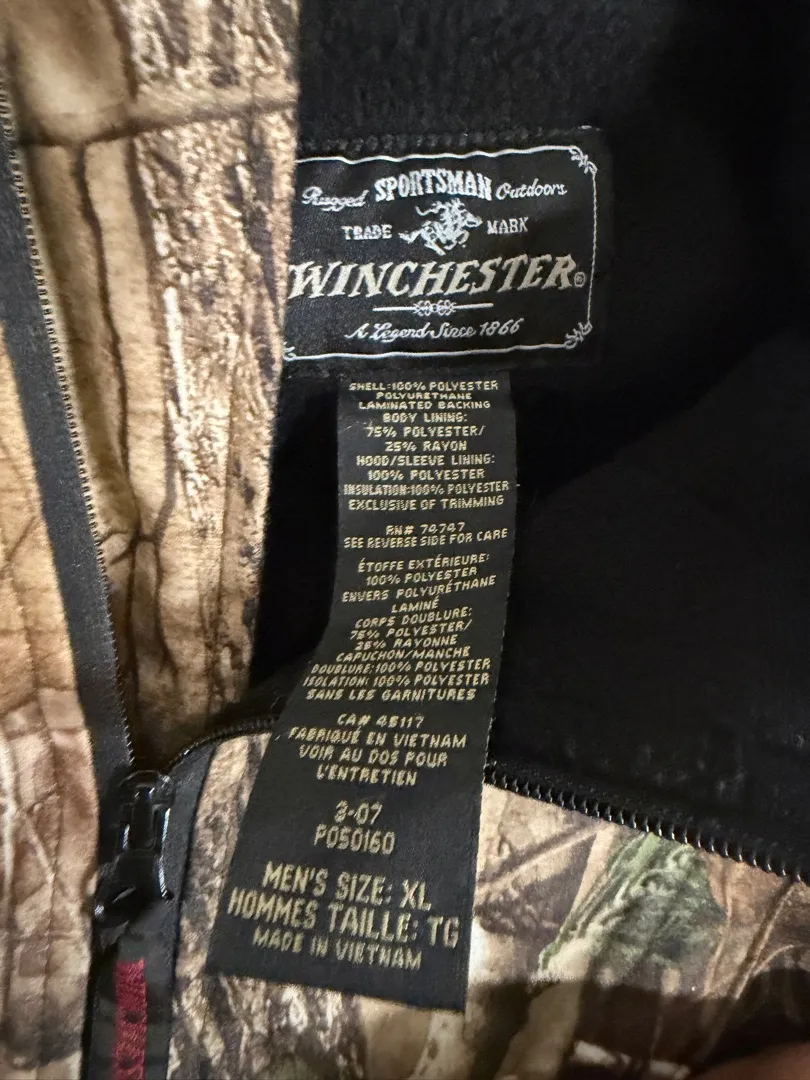 Rugged SPORTSMAN Outdoors
TRADE MARK
WINCHESTER®
A Legend Since 1866
SHELL:100% POLYESTER
POLYURETHANE
LAMINATED BACKING
BODY LINING:
75% POLYESTER/
25% RAYON
HOOD/SLEEVE LINING:
100% POLYESTER
INSULATION:100% POLYESTER
EXCLUSIVE OF TRIMMING
RN# 74747
SEE REVERSE SIDE FOR CARE
ÉTOFFE EXTÉRIEURE:
100% POLYESTER
ENVERS POLYURÉTHANE
LAMINÉ
CORPS DOUBLURE:
75% POLYESTER/
25% RAYONNE
CAPUCHON/MANCHE
DOUBLURE:100% POLYESTER
ISOLATION: 100% POLYESTER
SANS LES GARNITURES
CA# 45117
FABRIQUÉ EN VIETNAM
VOIR AU DOS POUR
L'ENTRETIEN
3-07
PO50160
MEN'S SIZE: XL
HOMMES TAILLE: TG
MADE IN VIETNAM